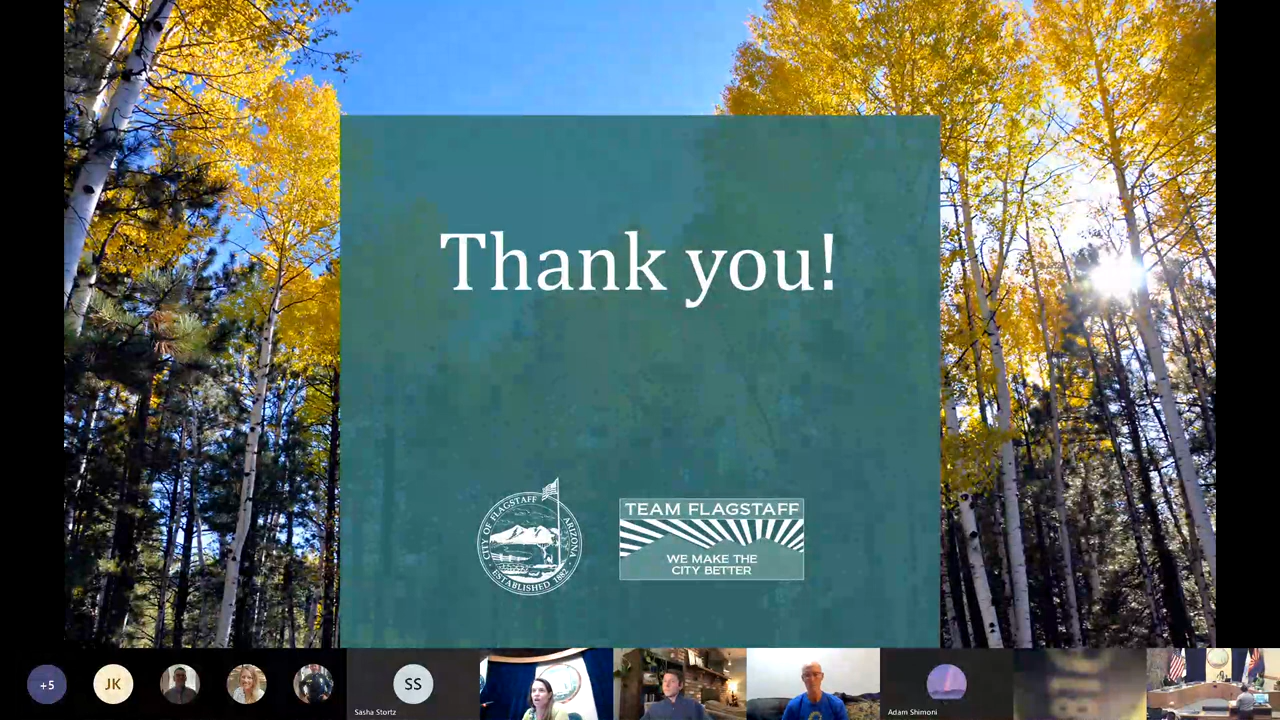 Thank you!
CITY OF FLAGSTAFF
ARIZONA
ESTABLISHED 1882
TEAM FLAGSTAFF
WE MAKE THE
CITY BETTER
+5
JK
SS
Sasha Stortz
Adam Shimoni